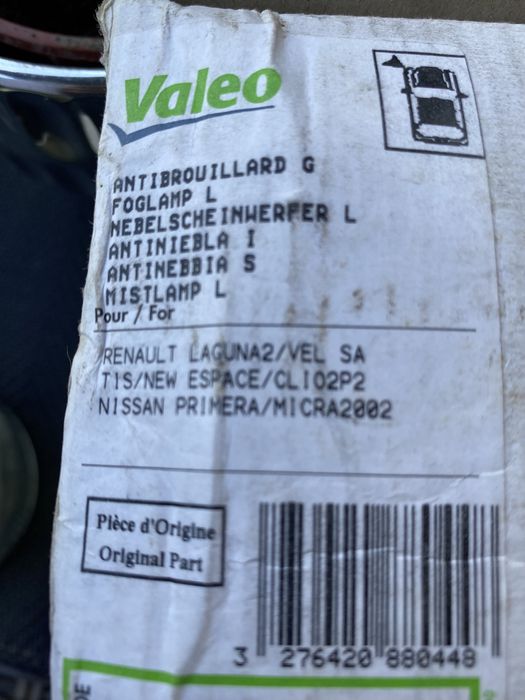 Valeo
ANTIBROUILLARD G
FOGLAMP L
NEBELSCHEINWERFER L
ANTINIEBLA I
ANTINEBBIA S
MISTLAMP L
Pour / For
RENAULT LAGUNA2/VEL SA
TIS/NEW ESPACE/CLIO2P2
NISSAN PRIMERA/MICRA2002
Pièce d'Origine
Original Part
3 276420 880448
DE